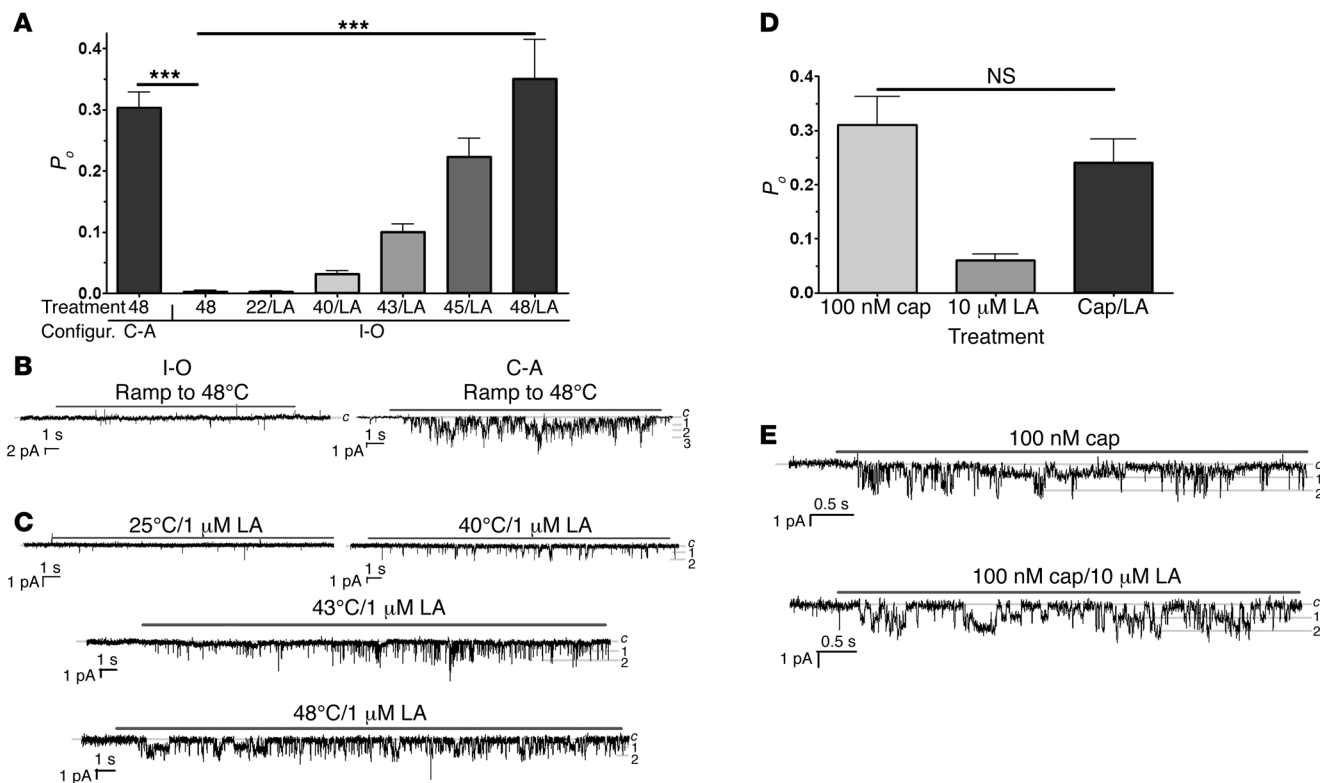 A
***
***
0.4
0.3
0.2
0.1
0.0
Po
Treatment 48 48 22/LA 40/LA 43/LA 45/LA 48/LA
Configur. C-A I-O
B
I-O
Ramp to 48°C
c
1 s
2 pA
C-A
Ramp to 48°C
c
1
2
3
1 s
1 pA
C
25°C/1 μM LA
1 s
1 pA
40°C/1 μM LA
c
1
2
1 s
1 pA
43°C/1 μM LA
c
1
2
1 s
1 pA
48°C/1 μM LA
c
1
2
1 s
1 pA
D
NS
0.4
0.3
0.2
0.1
0.0
Po
100 nM cap 10 μM LA Cap/LA
Treatment
E
100 nM cap
c
1
2
0.5 s
1 pA
100 nM cap/10 μM LA
c
1
2
0.5 s
1 pA